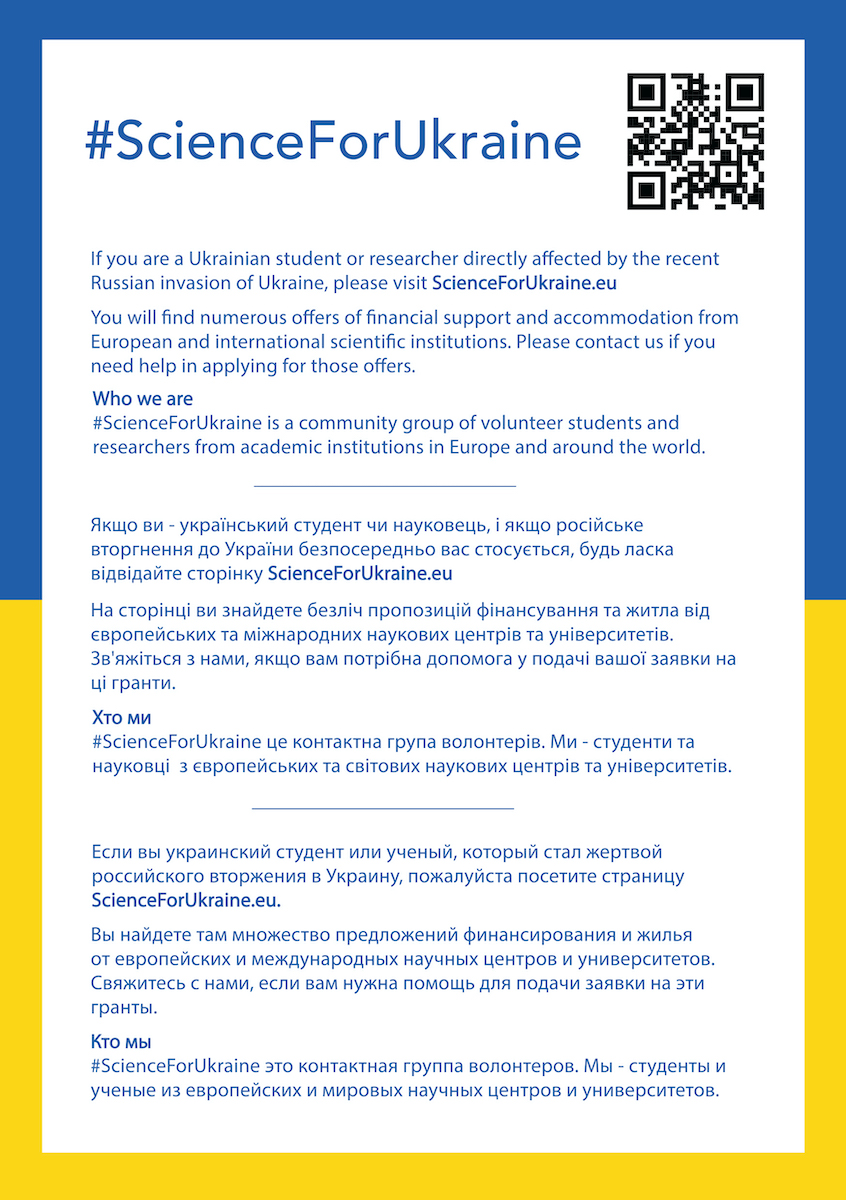 #ScienceForUkraine
If you are a Ukrainian student or researcher directly affected by the recent
Russian invasion of Ukraine, please visit ScienceForUkraine.eu
You will find numerous offers of financial support and accommodation from
European and international scientific institutions. Please contact us if you
need help in applying for those offers.
Who we are
#ScienceForUkraine is a community group of volunteer students and
researchers from academic institutions in Europe and around the world.
Якщо ви - український студент чи науковець, і якщо російське
вторгнення до України безпосередньо вас стосується, будь ласка
відвідайте сторінку ScienceForUkraine.eu
На сторінці ви знайдете безліч пропозицій фінансування та житла від
європейських та міжнародних наукових центрів та університетів.
Зв'яжіться з нами, якщо вам потрібна допомога у подачі вашої заявки на
ці гранти.
Хто ми
#ScienceForUkraine це контактна група волонтерів. Ми - студенти та
науковці  з європейських та світових наукових центрів та університетів.
Если вы украинский студент или ученый, который стал жертвой
российского вторжения в Украину, пожалуйста посетите страницу
ScienceForUkraine.eu.
Вы найдете там множество предложений финансирования и жилья
от европейских и международных научных центров и университетов.
Свяжитесь с нами, если вам нужна помощь для подачи заявки на эти
гранты.
Кто мы
#ScienceForUkraine это контактная группа волонтеров. Мы - студенты и
ученые из европейских и мировых научных центров и университетов.